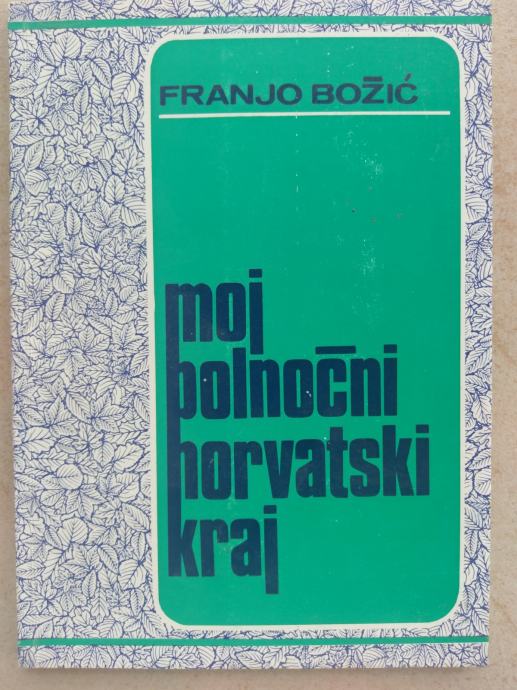 FRANJO BOŽIĆ
moj
polnočni
horvatski
kraj